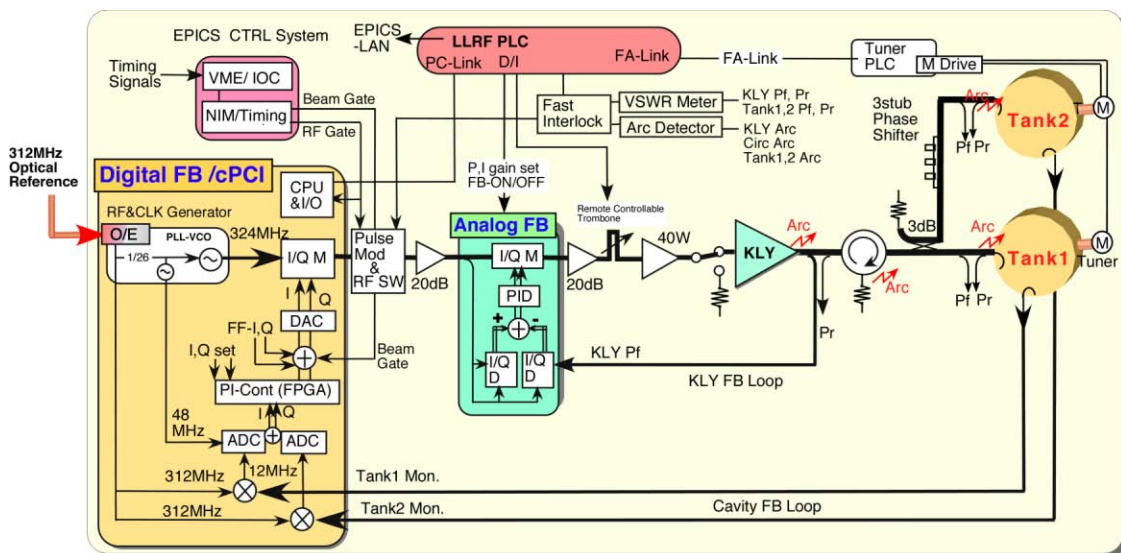 EPICS CTRL System
Timing
Signals
VME/ IOC
NIM/Timing
Beam Gate
RF Gate
EPICS
-LAN
LLRF PLC
PC-Link
D/I
FA-Link
FA-Link
Tuner
PLC
M Drive
Fast
Interlock
VSWR Meter
Arc Detector
KLY Pf, Pr
Tank1,2 Pf, Pr
KLY Arc
Circ Arc
Tank1,2 Arc
3stub
Phase
Shifter
Arc
Pf
Pr
Tank2
M
312MHz
Optical
Reference
Digital FB /cPCI
CPU
&I/O
RF&CLK Generator
O/E
PLL-VCO
1/26
324MHz
I/Q M
I
Q
DAC
FF-I,Q
I,Q set
PI-Cont (FPGA)
I
Q
48
MHz
ADC
ADC
12MHz
312MHz
312MHz
Pulse
Mod
&
RF SW
Beam
Gate
20dB
P,I gain set
FB-ON/OFF
Analog FB
I/Q M
PID
+
-
I/Q
D
I/Q
D
Remote Controllable
Trombone
20dB
40W
KLY
Arc
Pr
Arc
3dB
Arc
Pf
Pr
Tank1
M
Tuner
KLY Pf
KLY FB Loop
Tank1 Mon.
Tank2 Mon.
Cavity FB Loop